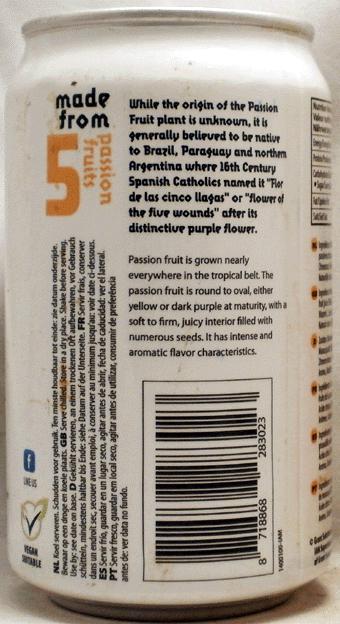 made
from
5
passion
fruits
While the origin of the Passion
Fruit plant is unknown, it is
generally believed to be native
to Brazil, Paraguay and northern
Argentina where 16th Century
Spanish Catholics named it "Flor
de las cinco llagas" or "flower of
the five wounds" after its
distinctive purple flower.
Passion fruit is grown nearly
everywhere in the tropical belt. The
passion fruit is round to oval, either
yellow or dark purple at maturity, with a
soft to firm, juicy interior filled with
numerous seeds. It has intense and
aromatic flavor characteristics.
NL Koel serveren. Schudden voor gebruik. Ten minste houdbaar tot einde: zie datum onderzijde.
Bewaar op een droge en koele plaats. GB Serve chilled. Store in a dry place. Shake before serving.
Use by: see date on base. D Gekühlt servieren, an einem trockenen Ort aufbewahren, vor Gebrauch
schütteln, mindestens haltbar bis Ende: siehe Datum auf der Unterseite. FR Servir frais, conserver
dans un endroit sec, secouer avant emploi, à conserver au minimum jusqu'au: voir date ci-dessous.
ES Servir frío, guardar en un lugar seco, agitar antes de abrir, fecha de caducidad: ver el lateral.
PT Servir fresco, guardar em local seco, agitar antes de utilizar, consumir de preferência
antes de: ver data no fundo.
LIKE US
VEGAN
SUITABLE
8 718868 283023